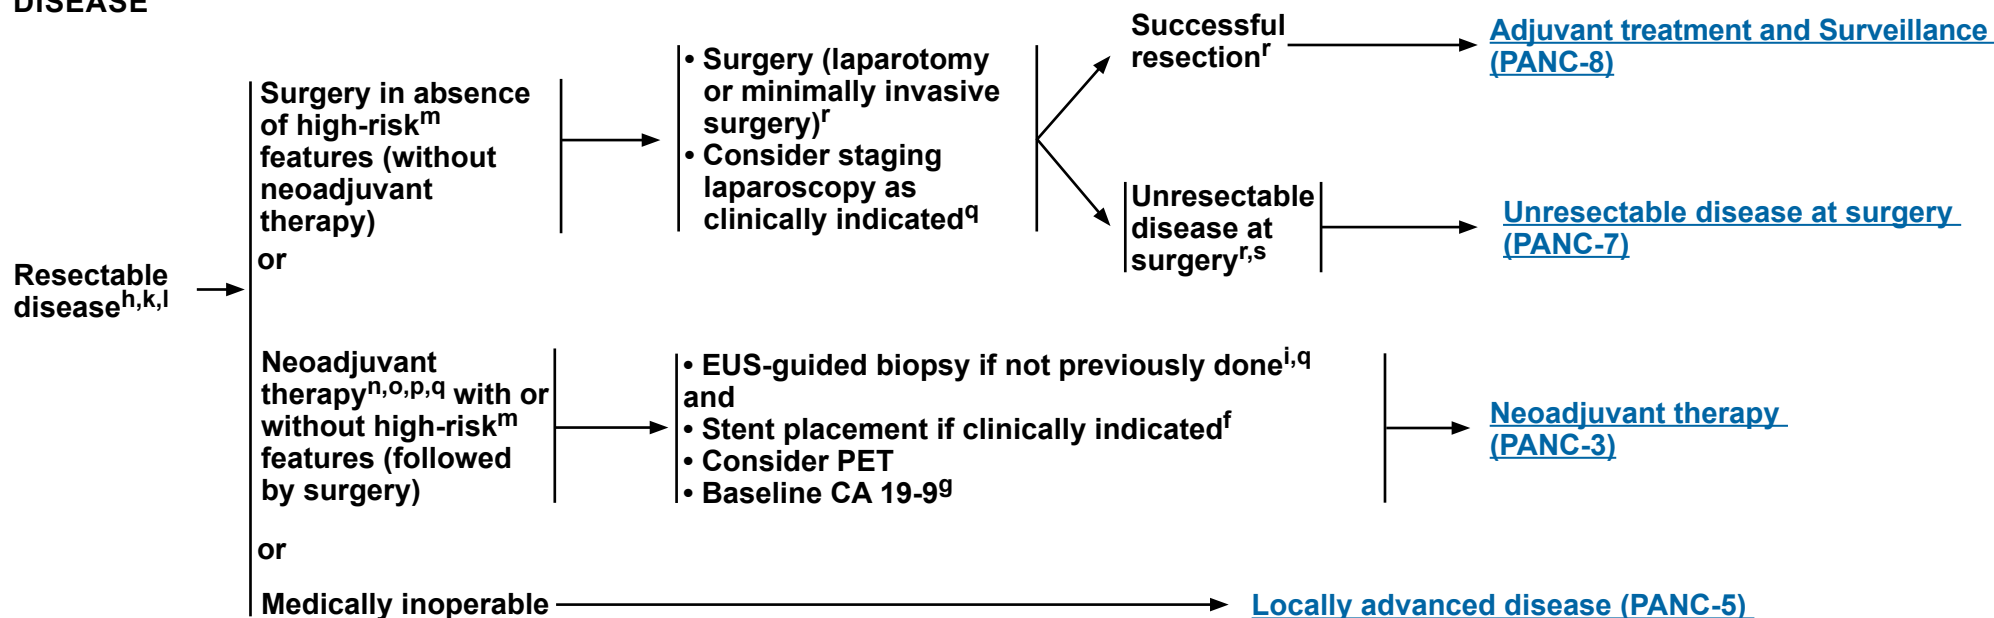 DISEASE
Resectable
disease^h,k,l
Surgery in absence
of high-risk^m
features (without
neoadjuvant
therapy)
or
• Surgery (laparotomy
or minimally invasive
surgery)^r
• Consider staging
laparoscopy as
clinically indicated^q
Successful
resection^r
Adjuvant treatment and Surveillance
(PANC-8)
Unresectable
disease at
surgery^r,s
Unresectable disease at surgery
(PANC-7)
Neoadjuvant
therapy^n,o,p,q with or
without high-risk^m
features (followed
by surgery)
• EUS-guided biopsy if not previously done^i,q
and
• Stent placement if clinically indicated^f
• Consider PET
• Baseline CA 19-9^g
Neoadjuvant therapy
(PANC-3)
or
Medically inoperable
Locally advanced disease (PANC-5)